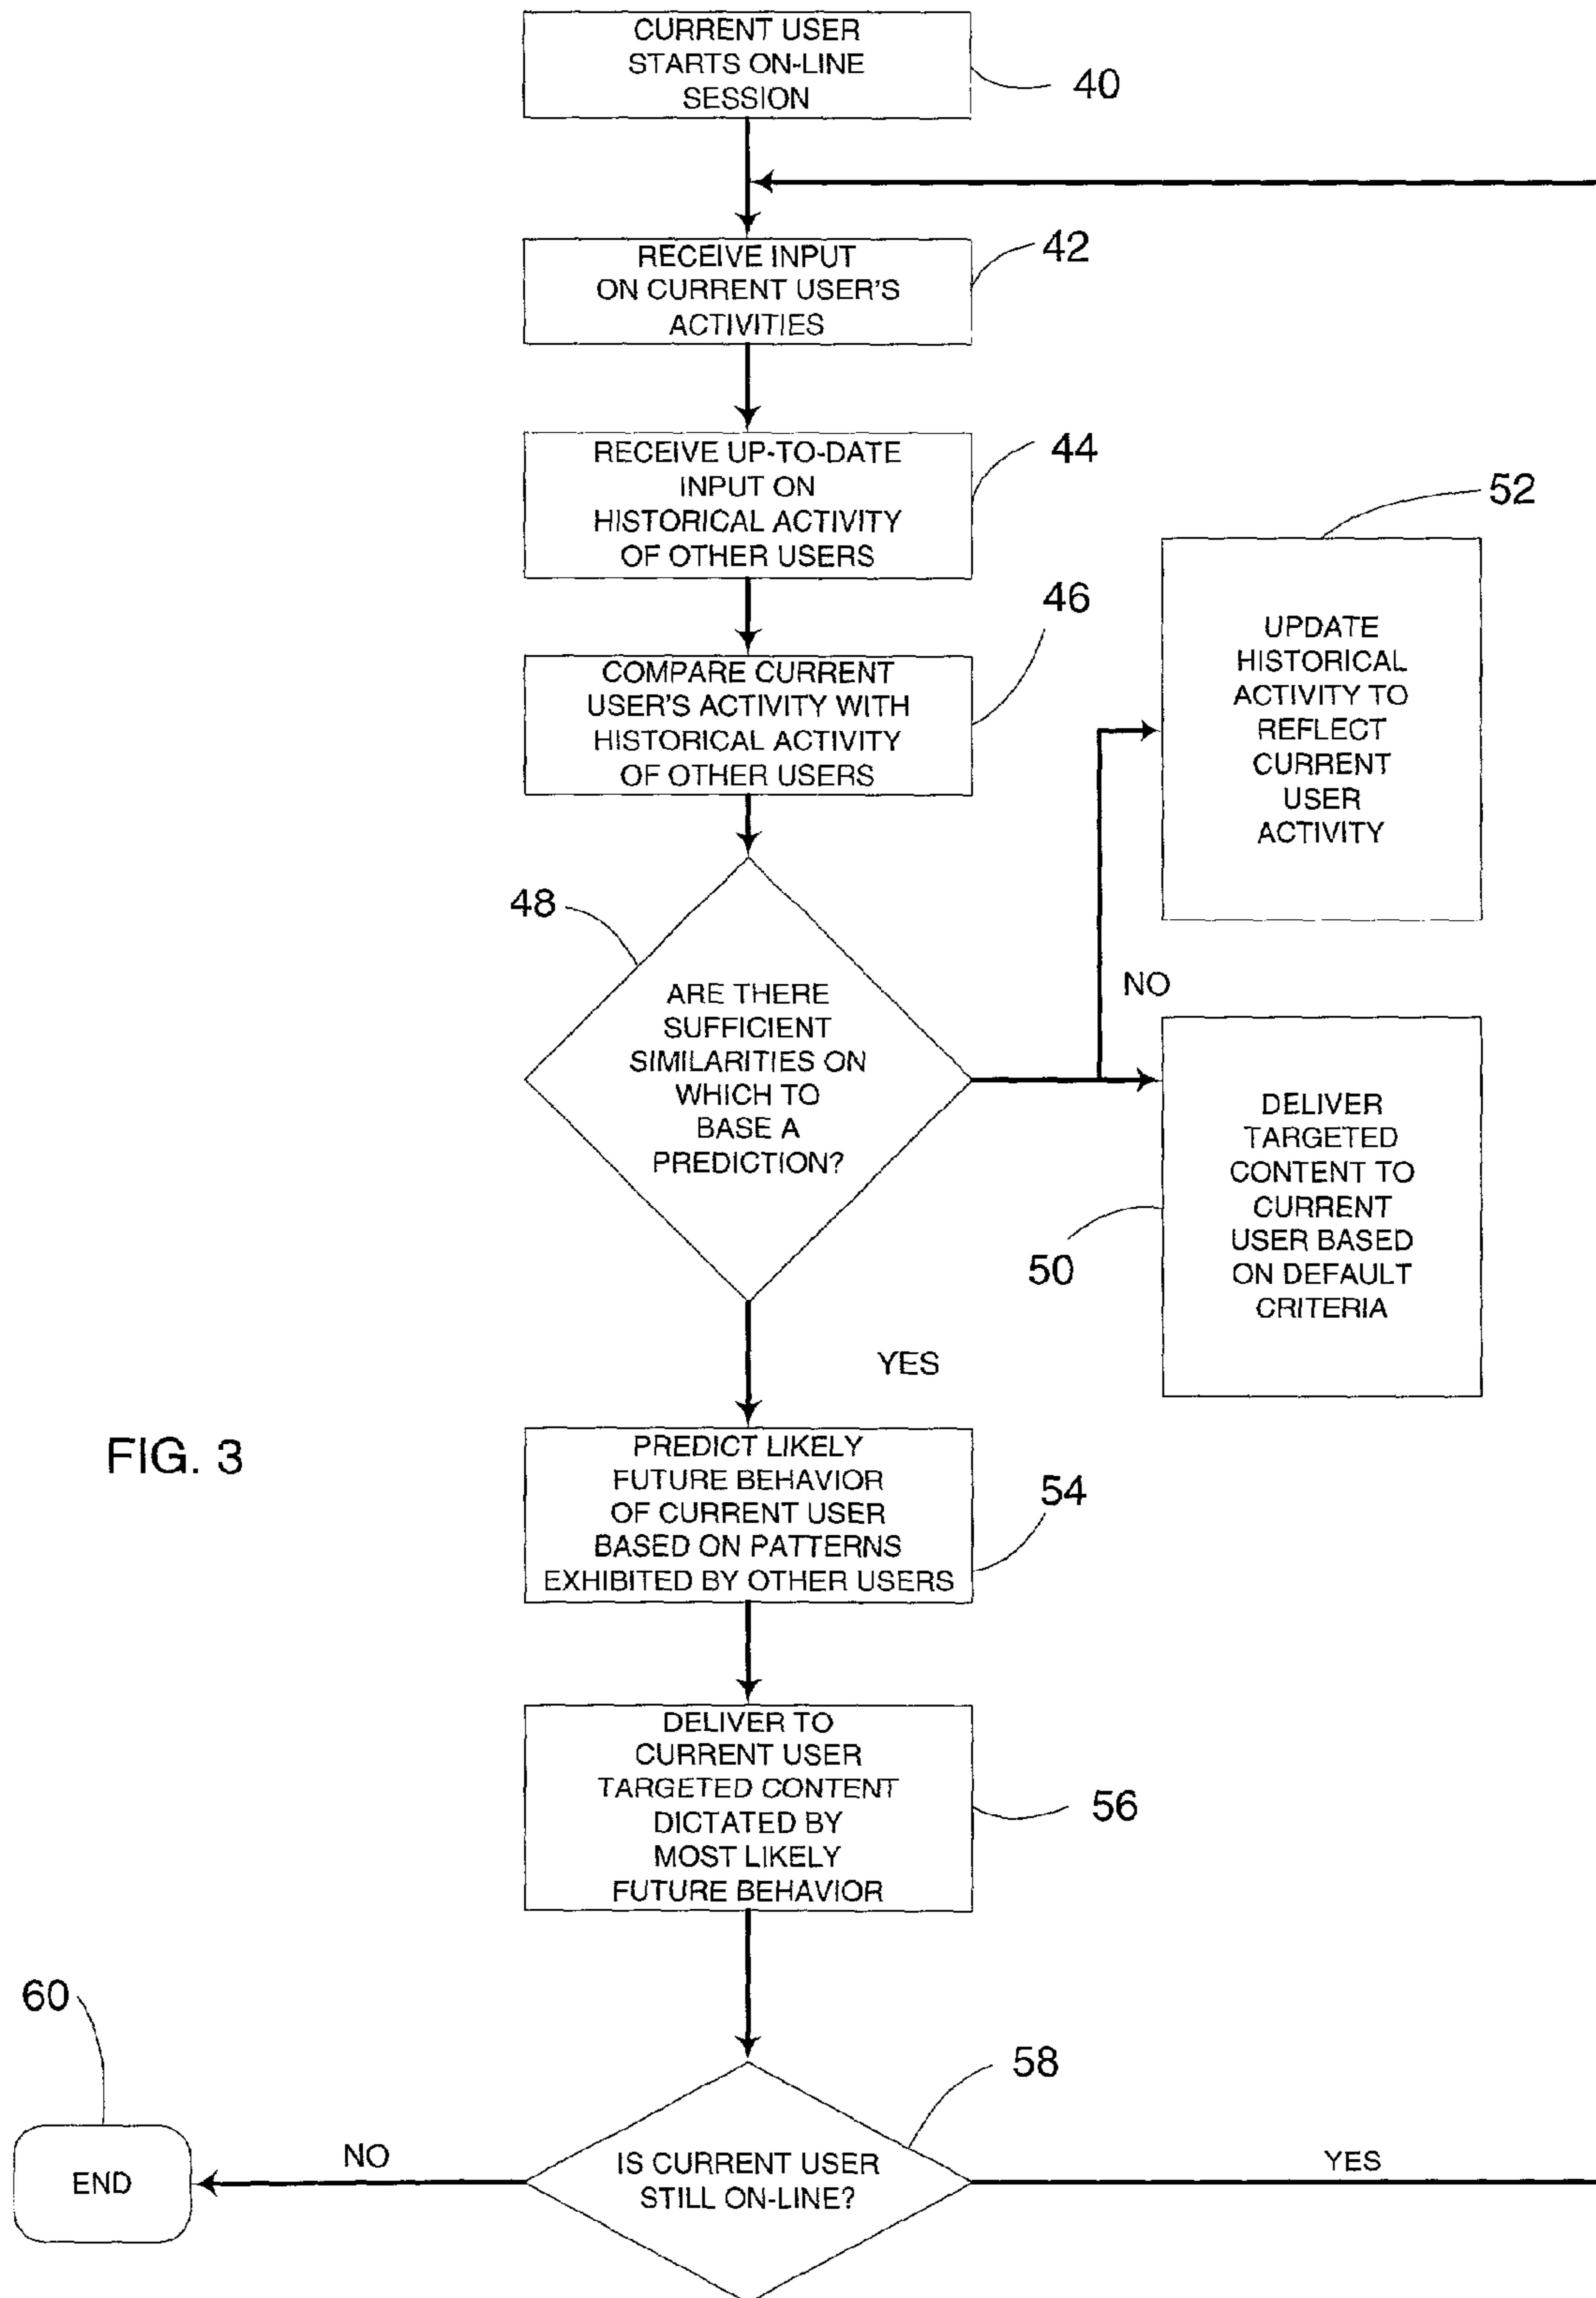 CURRENT USER
STARTS ON-LINE
SESSION
40
RECEIVE INPUT
ON CURRENT USER'S
ACTIVITIES
42
RECEIVE UP-TO-DATE
INPUT ON
HISTORICAL ACTIVITY
OF OTHER USERS
44
COMPARE CURRENT
USER'S ACTIVITY WITH
HISTORICAL ACTIVITY
OF OTHER USERS
46
52
UPDATE
HISTORICAL
ACTIVITY TO
REFLECT
CURRENT
USER
ACTIVITY
48
ARE THERE
SUFFICIENT
SIMILARITIES ON
WHICH TO
BASE A
PREDICTION?
NO
DELIVER
TARGETED
CONTENT TO
CURRENT
USER BASED
ON DEFAULT
CRITERIA
50
YES
FIG. 3
PREDICT LIKELY
FUTURE BEHAVIOR
OF CURRENT USER
BASED ON PATTERNS
EXHIBITED BY OTHER USERS
54
DELIVER TO
CURRENT USER
TARGETED CONTENT
DICTATED BY
MOST LIKELY
FUTURE BEHAVIOR
56
60
END
NO
58
IS CURRENT USER
STILL ON-LINE?
YES